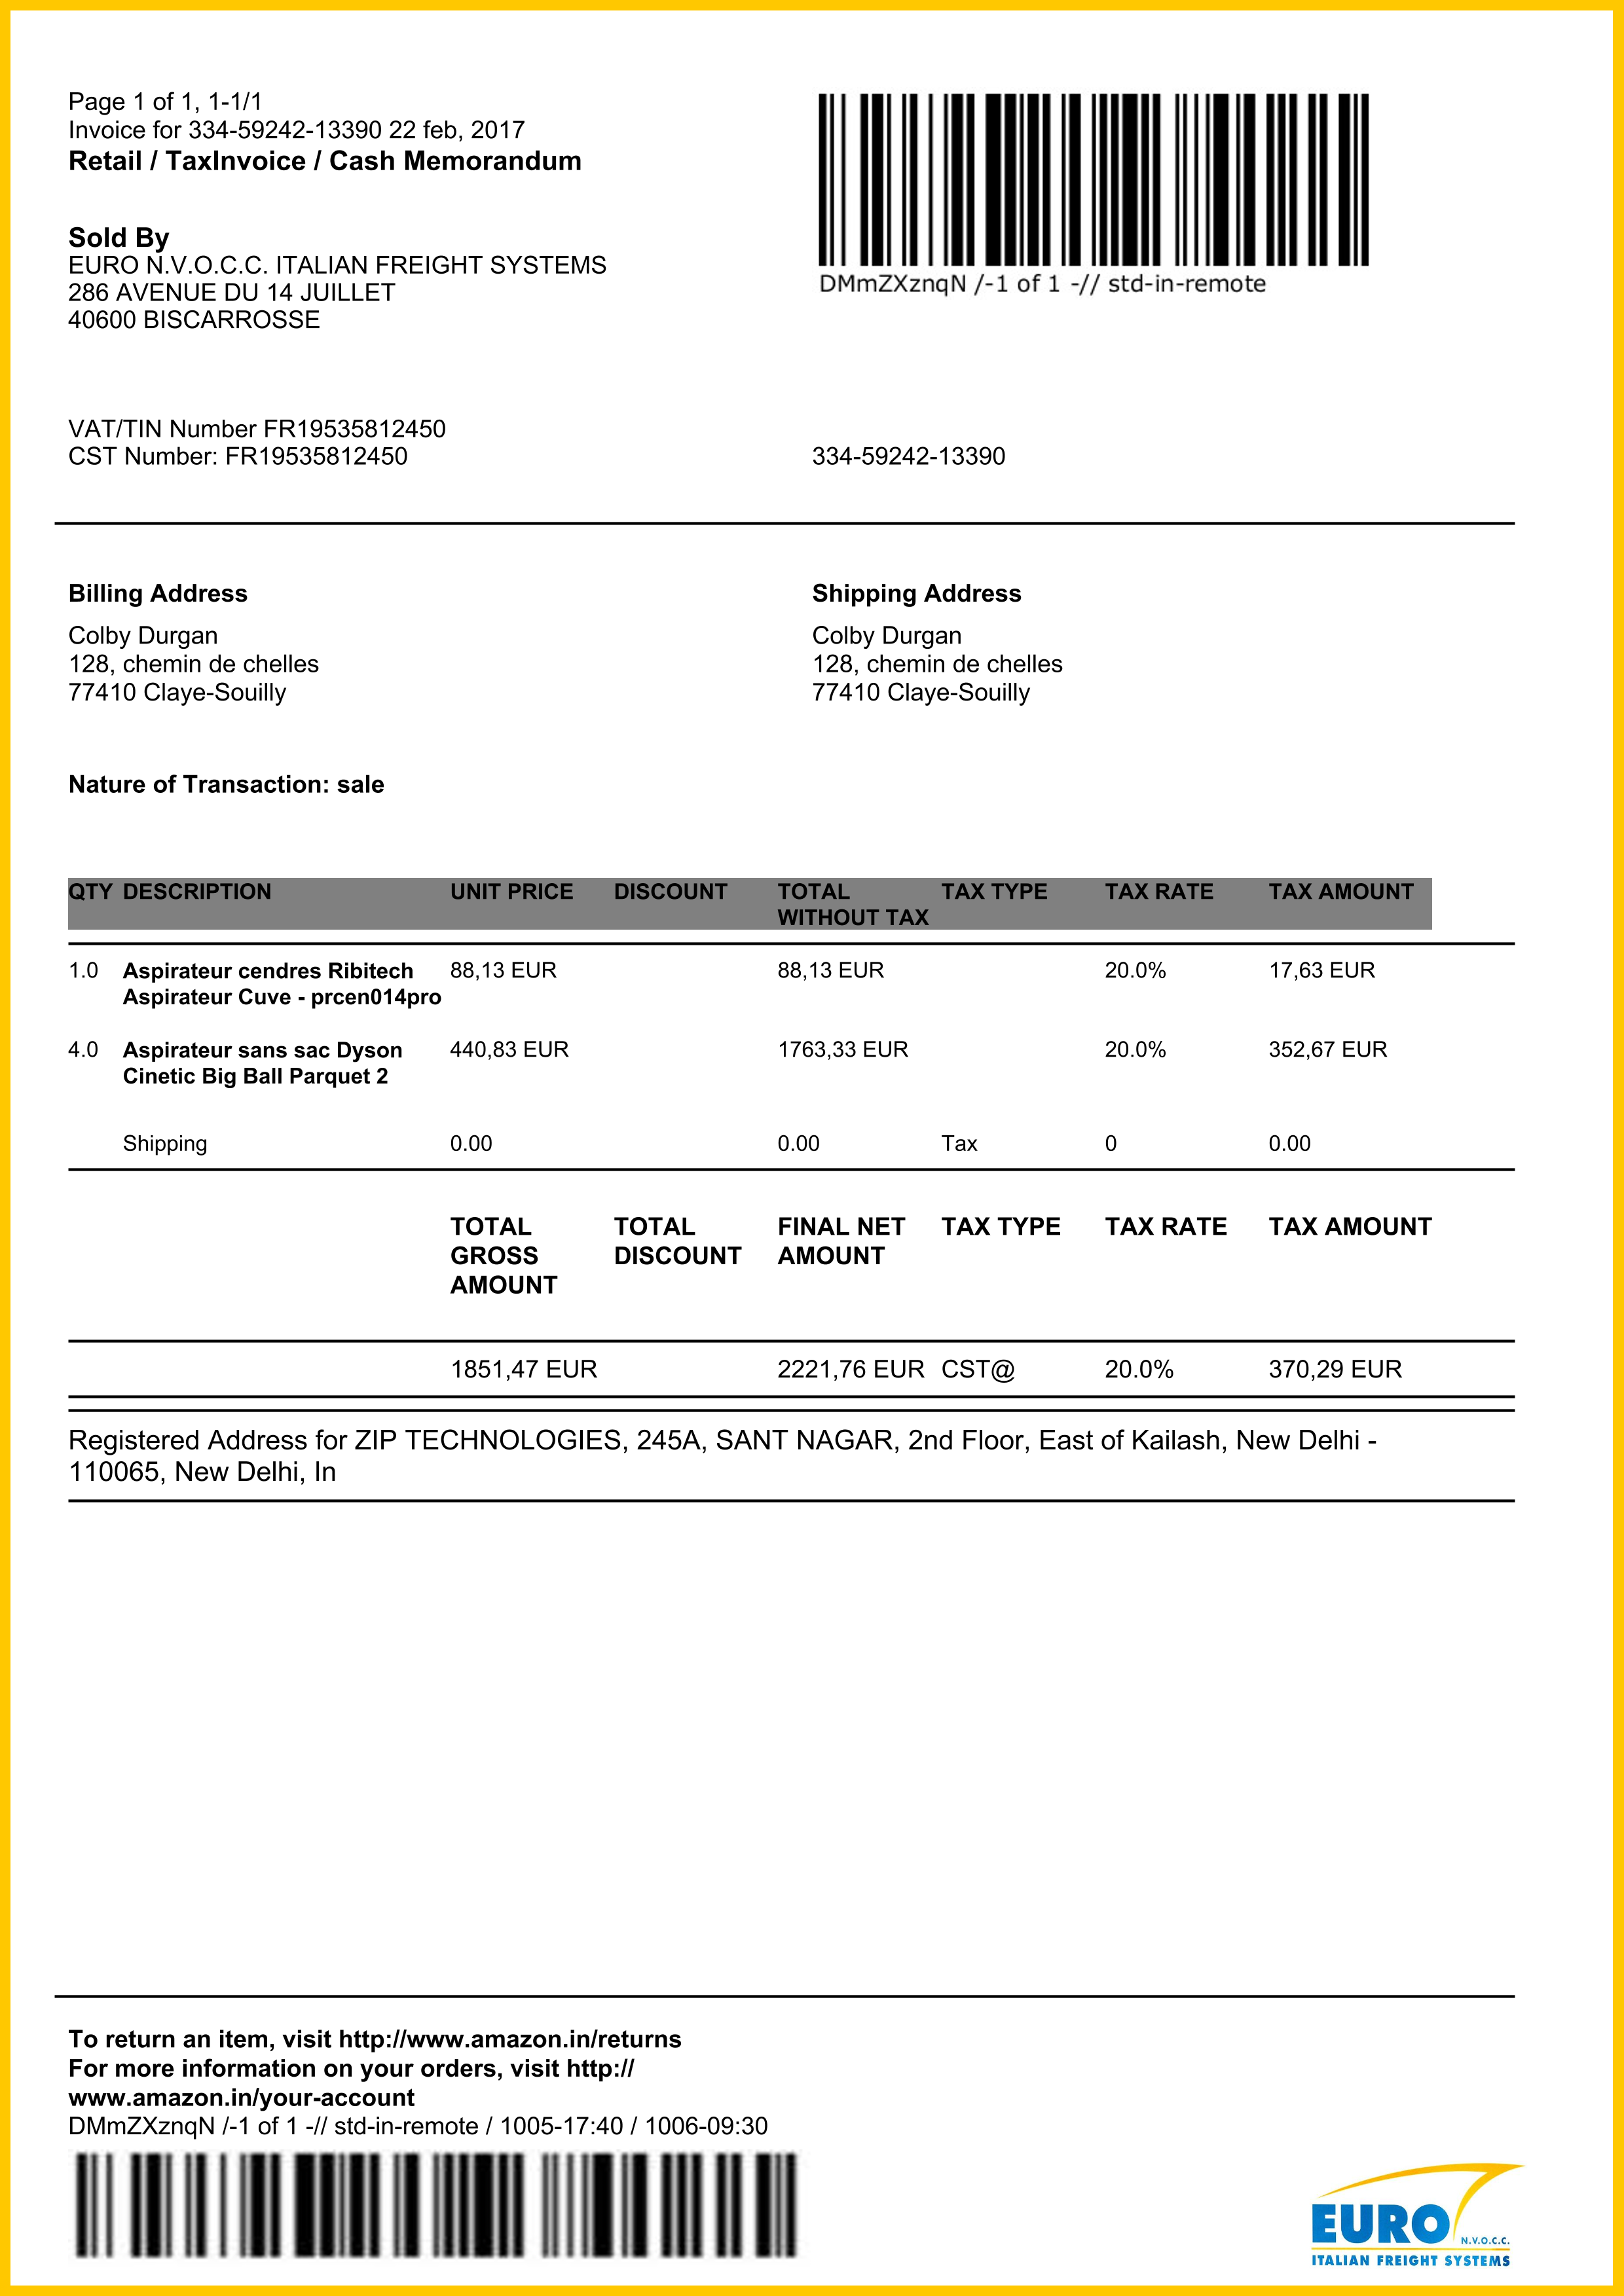 Page 1 of 1, 1-1/1
Invoice for 334-59242-13390 22 feb, 2017
Retail / TaxInvoice / Cash Memorandum
DMmZXznqN /-1 of 1 -// std-in-remote
Sold By
EURO N.V.O.C.C. ITALIAN FREIGHT SYSTEMS
286 AVENUE DU 14 JUILLET
40600 BISCARROSSE
VAT/TIN Number FR19535812450
CST Number: FR19535812450
334-59242-13390
Billing Address
Colby Durgan
128, chemin de chelles
77410 Claye-Souilly
Shipping Address
Colby Durgan
128, chemin de chelles
77410 Claye-Souilly
Nature of Transaction: sale
QTY DESCRIPTION UNIT PRICE DISCOUNT TOTAL TAX TYPE TAX RATE TAX AMOUNT
WITHOUT TAX
1.0 Aspirateur cendres Ribitech 88,13 EUR 88,13 EUR 20.0% 17,63 EUR
Aspirateur Cuve - prcen014pro
4.0 Aspirateur sans sac Dyson 440,83 EUR 1763,33 EUR 20.0% 352,67 EUR
Cinetic Big Ball Parquet 2
Shipping 0.00 0.00 Tax 0 0.00
TOTAL TOTAL FINAL NET TAX TYPE TAX RATE TAX AMOUNT
GROSS DISCOUNT AMOUNT
AMOUNT
1851,47 EUR 2221,76 EUR CST@ 20.0% 370,29 EUR
Registered Address for ZIP TECHNOLOGIES, 245A, SANT NAGAR, 2nd Floor, East of Kailash, New Delhi -
110065, New Delhi, In
To return an item, visit http://www.amazon.in/returns
For more information on your orders, visit http://
www.amazon.in/your-account
DMmZXznqN /-1 of 1 -// std-in-remote / 1005-17:40 / 1006-09:30
EURO N.V.O.C.C.
ITALIAN FREIGHT SYSTEMS